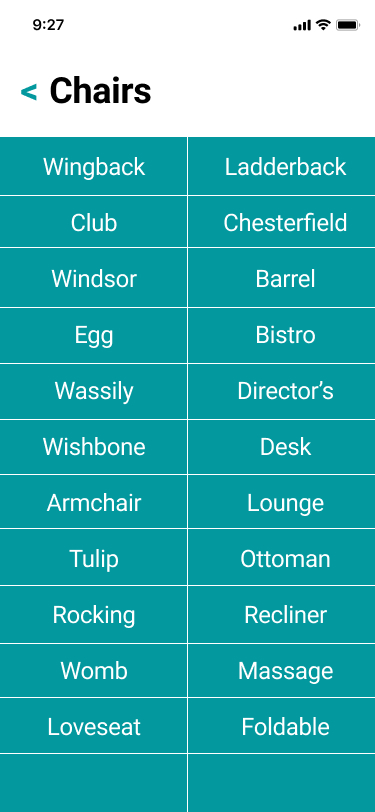 9:27
< Chairs
Wingback Ladderback
Club Chesterfield
Windsor Barrel
Egg Bistro
Wassily Director’s
Wishbone Desk
Armchair Lounge
Tulip Ottoman
Rocking Recliner
Womb Massage
Loveseat Foldable